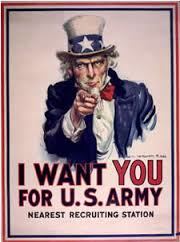 I WANT YOU
FOR U.S. ARMY
NEAREST RECRUITING STATION